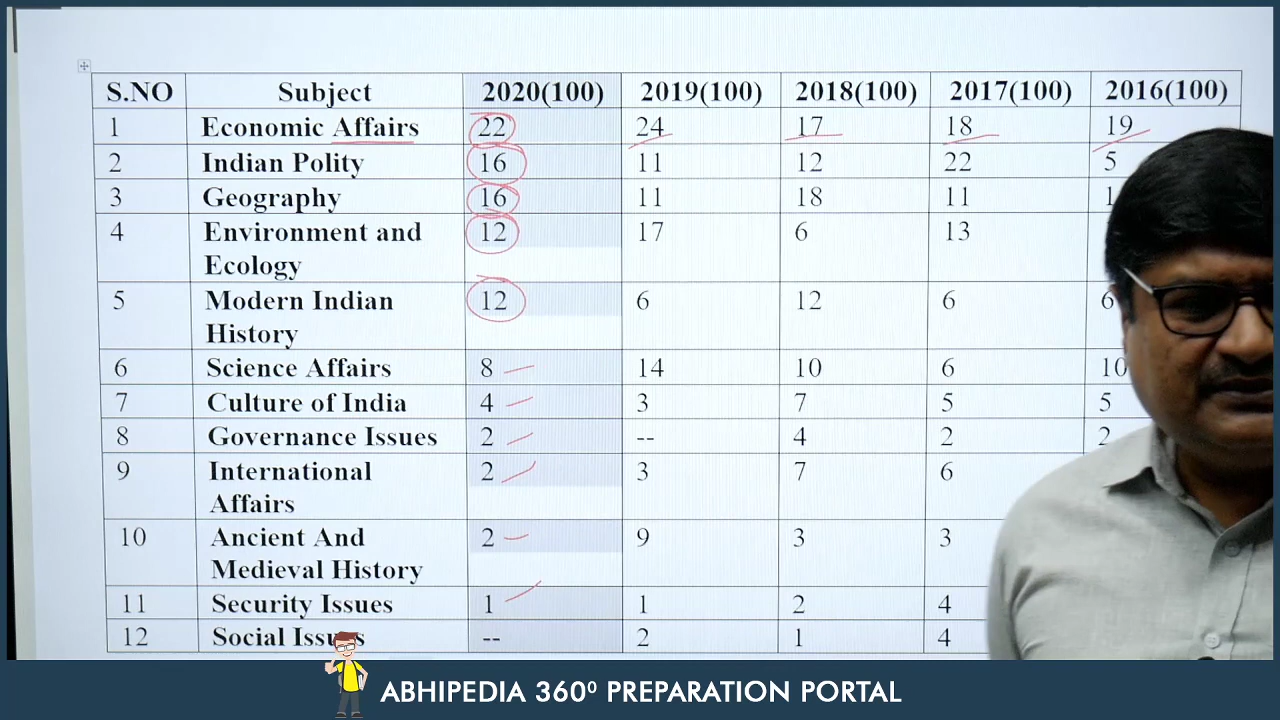 S.NO Subject 2020(100) 2019(100) 2018(100) 2017(100) 2016(100)
1 Economic Affairs 22 24 17 18 19
2 Indian Polity 16 11 12 22 5
3 Geography 16 11 18 11
4 Environment and 12 17 6 13
Ecology
5 Modern Indian 12 6 12 6 6
History
6 Science Affairs 8 14 10 6 10
7 Culture of India 4 3 7 5 5
8 Governance Issues 2 -- 4 2 2
9 International 2 3 7 6
Affairs
10 Ancient And 2 9 3 3
Medieval History
11 Security Issues 1 1 2 4
12 Social Issues -- 2 1 4
ABHIPEDIA 360⁰ PREPARATION PORTAL